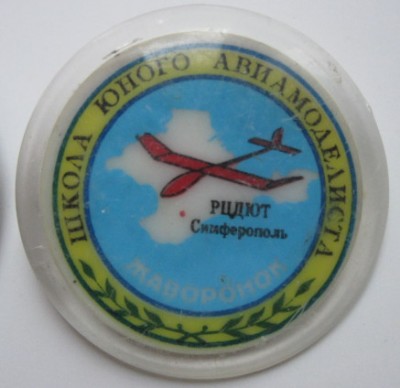 ШКОЛА ЮНОГО АВИАМОДЕЛИСТА
РЦДЮТ
Симферополь
ЖАВОРОНОК